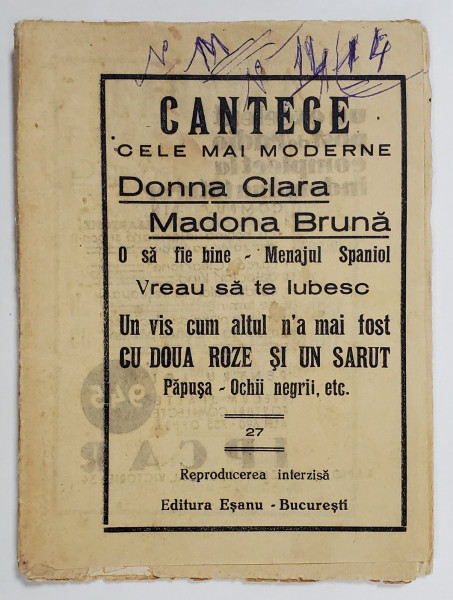 CANTECE
CELE MAI MODERNE
Donna Clara
Madona Brună
O să fie bine - Menajul Spaniol
Vreau să te Iubesc
Un vis cum altul n'a mai fost
CU DOUA ROZE ŞI UN SARUT
Păpuşa - Ochii negrii, etc.
27
Reproducerea interzisă
Editura Eşanu - Bucureşti